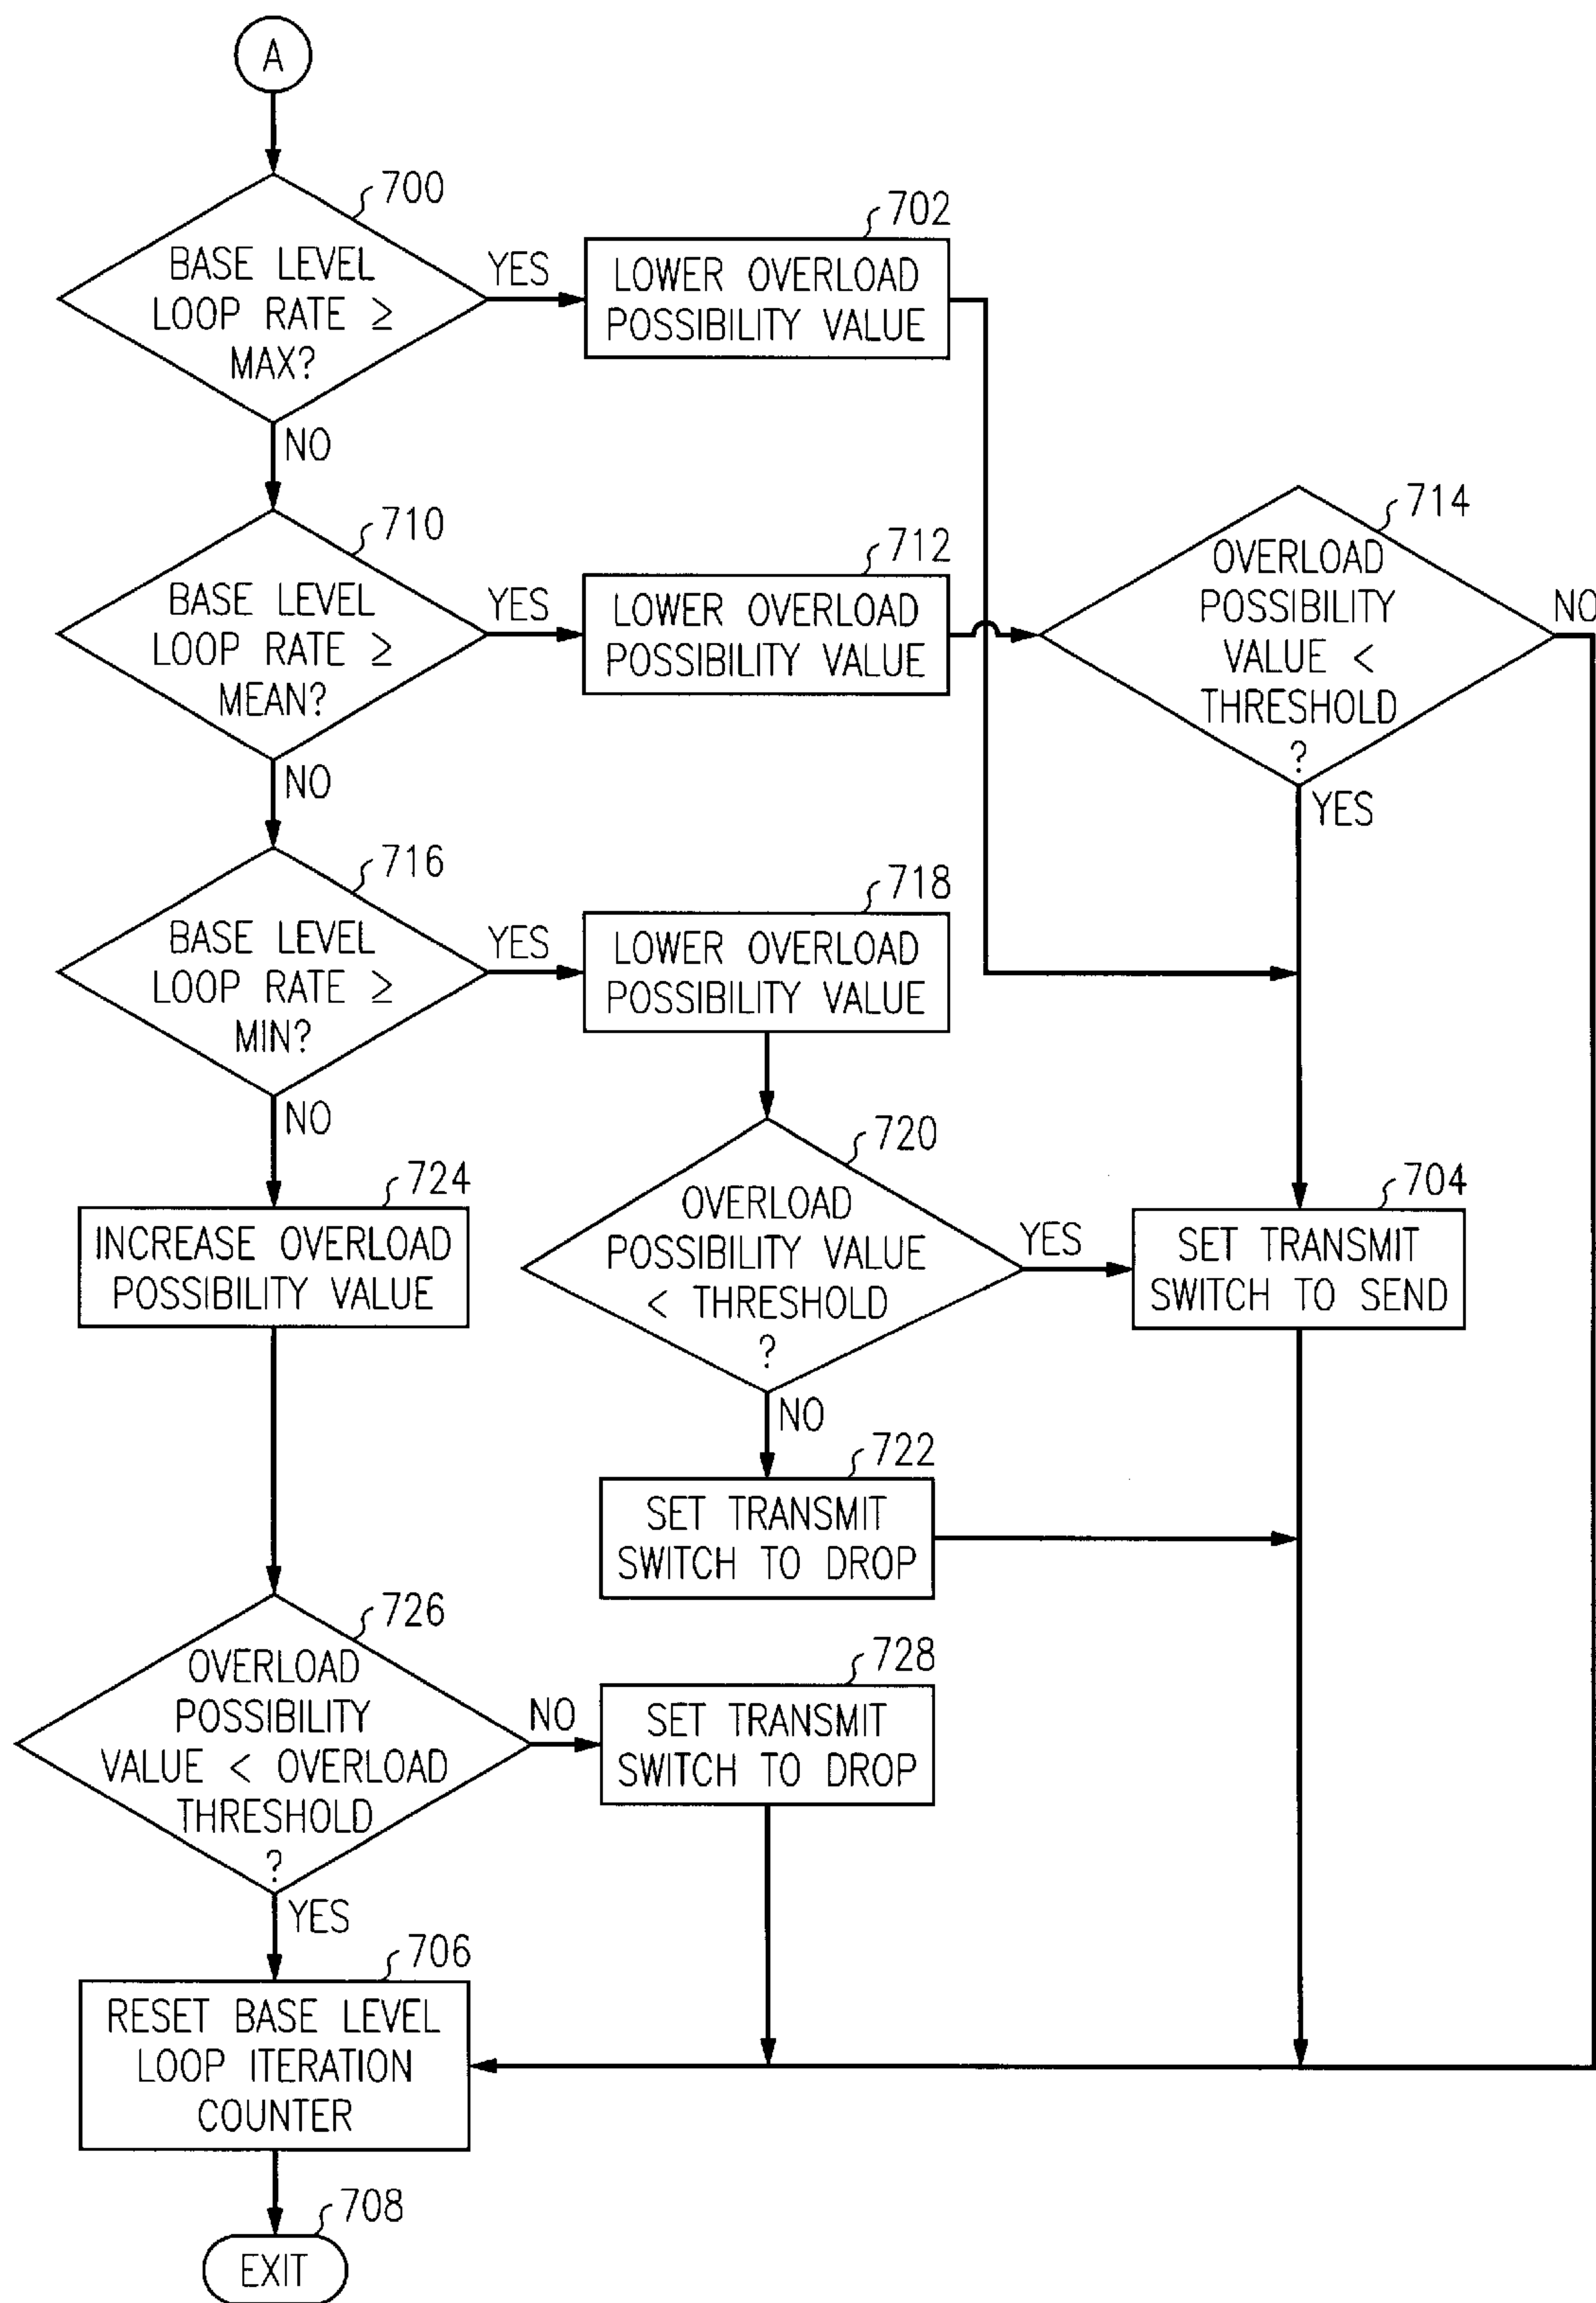 A
700
BASE LEVEL
LOOP RATE ≥
MAX?
YES
NO
702
LOWER OVERLOAD
POSSIBILITY VALUE
710
BASE LEVEL
LOOP RATE ≥
MEAN?
YES
NO
712
LOWER OVERLOAD
POSSIBILITY VALUE
714
OVERLOAD
POSSIBILITY
VALUE <
THRESHOLD
?
NO
YES
716
BASE LEVEL
LOOP RATE ≥
MIN?
YES
NO
718
LOWER OVERLOAD
POSSIBILITY VALUE
720
OVERLOAD
POSSIBILITY VALUE
< THRESHOLD
?
YES
NO
704
SET TRANSMIT
SWITCH TO SEND
724
INCREASE OVERLOAD
POSSIBILITY VALUE
722
SET TRANSMIT
SWITCH TO DROP
726
OVERLOAD
POSSIBILITY
VALUE < OVERLOAD
THRESHOLD
?
NO
YES
728
SET TRANSMIT
SWITCH TO DROP
706
RESET BASE LEVEL
LOOP ITERATION
COUNTER
708
EXIT